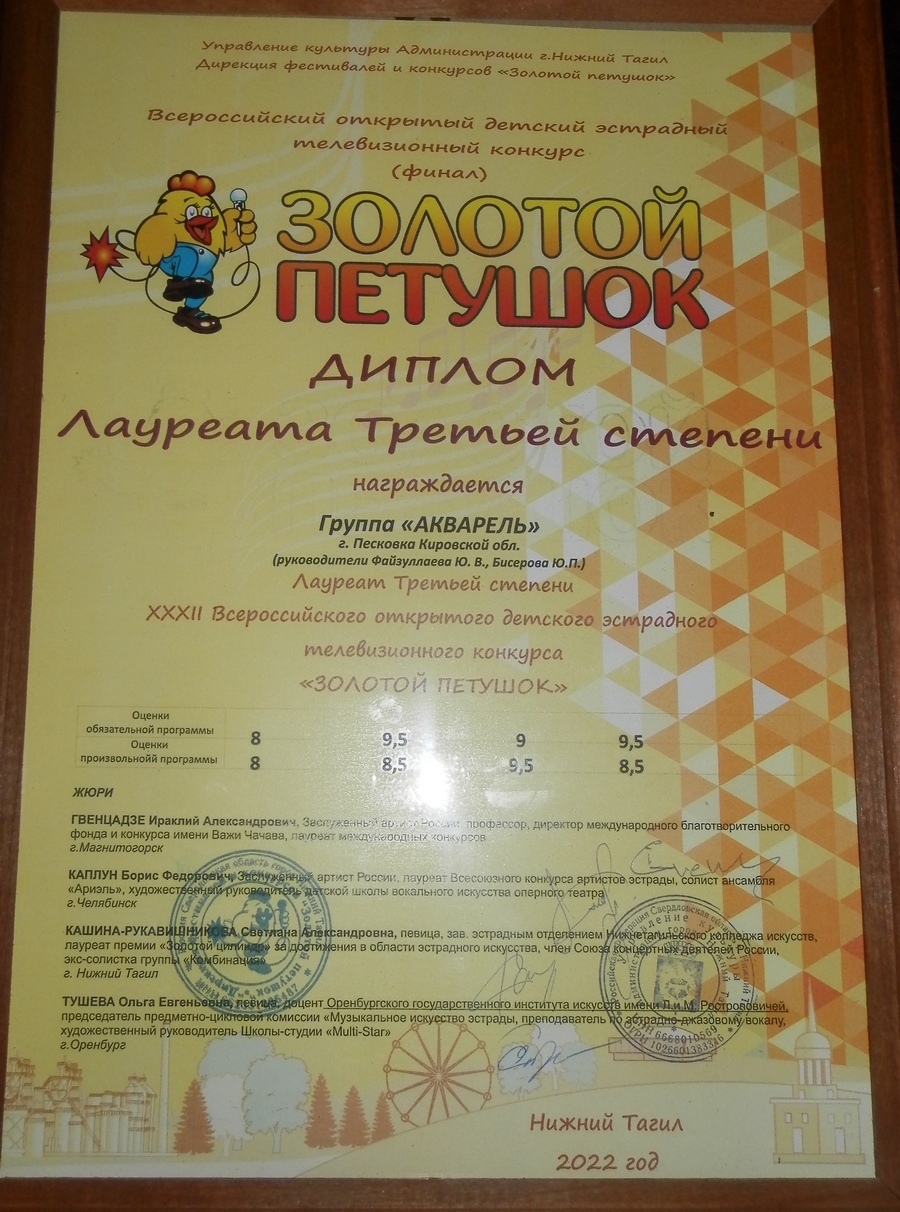 Управление культуры Администрации г.Нижний Тагил
Дирекция фестивалей и конкурсов «Золотой петушок»
Всероссийский открытый детский эстрадный
телевизионный конкурс
(финал)
ЗОЛОТОЙ
ПЕТУШОК
ДИПЛОМ
Лауреата Третьей степени
награждается
Группа «АКВАРЕЛЬ»
г. Песковка Кировской обл.
(руководители Файзуллаева Ю. В., Бисерова Ю.П.)
Лауреат Третьей степени
XXXII Всероссийского открытого детского эстрадного
телевизионного конкурса
«ЗОЛОТОЙ ПЕТУШОК»
Оценки
обязательной программы 8 9,5 9 9,5
Оценки
произвольнойй программы 8 8,5 9,5 8,5
ЖЮРИ
ГВЕНЦАДЗЕ Ираклий Александрович, Заслуженный артист России, профессор, директор международного благотворительного
фонда и конкурса имени Важи Чачава, лауреат международных конкурсов
г.Магнитогорск
КАПЛУН Борис Федорович, Заслуженный артист России, лауреат Всесоюзного конкурса артистов эстрады, солист ансамбля
«Ариэль», художественный руководитель детской школы вокального искусства оперного театра
г.Челябинск
КАШИНА-РУКАВИШНИКОВА Светлана Александровна, певица, зав. эстрадным отделением Нижнетагильского колледжа искусств,
лауреат премии «Золотой цилиндр» за достижения в области эстрадного искусства, член Союза концертных деятелей России,
экс-солистка группы «Комбинация»
г. Нижний Тагил
ТУШЕВА Ольга Евгеньевна, певица, доцент Оренбургского государственного института искусств имени Л.и М. Ростроповичей,
председатель предметно-цикловой комиссии «Музыкальное искусство эстрады, преподаватель по эстрадно-джазовому вокалу,
художественный руководитель Школы-студии «Multi-Star»
г.Оренбург
Нижний Тагил
2022 год